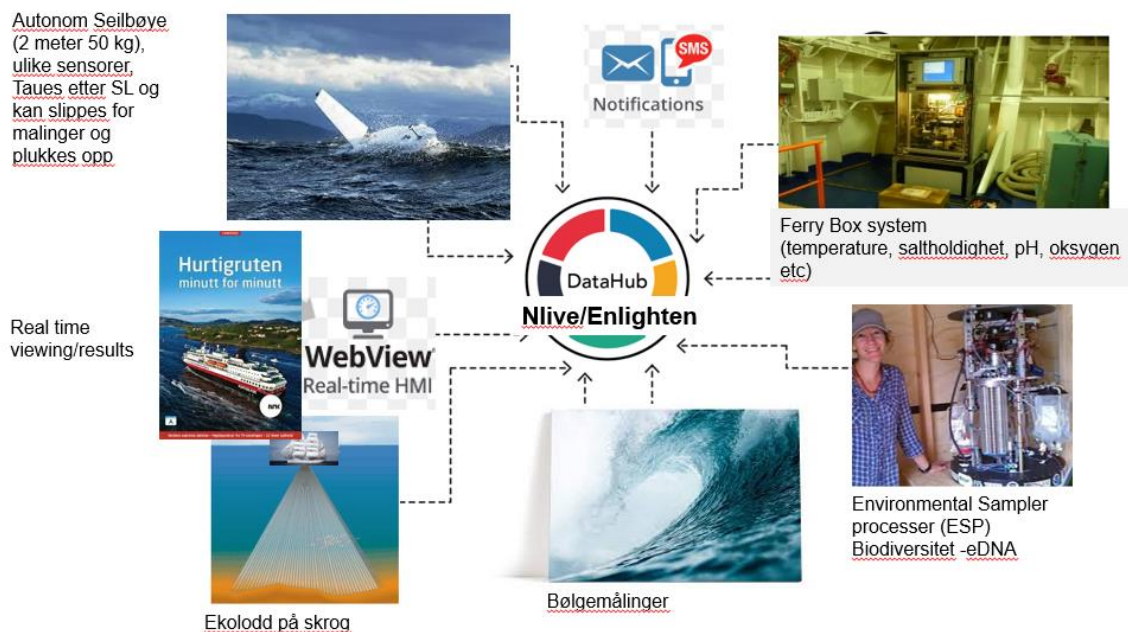 Autonom Seilbøye
(2 meter 50 kg),
ulike sensorer,
Taues etter SL og
kan slippes for
malinger og
plukkes opp
SMS
Notifications
Ferry Box system
(temperature, saltholdighet, pH, oksygen
etc)
DataHub
Nlive/Enlighten
Hurtigruten
minutt for minutt
NRK
Real time
viewing/results
WebView
Real-time HMI
Environmental Sampler
processer (ESP)
Biodiversitet -eDNA
Bølgemålinger
Ekolodd på skrog